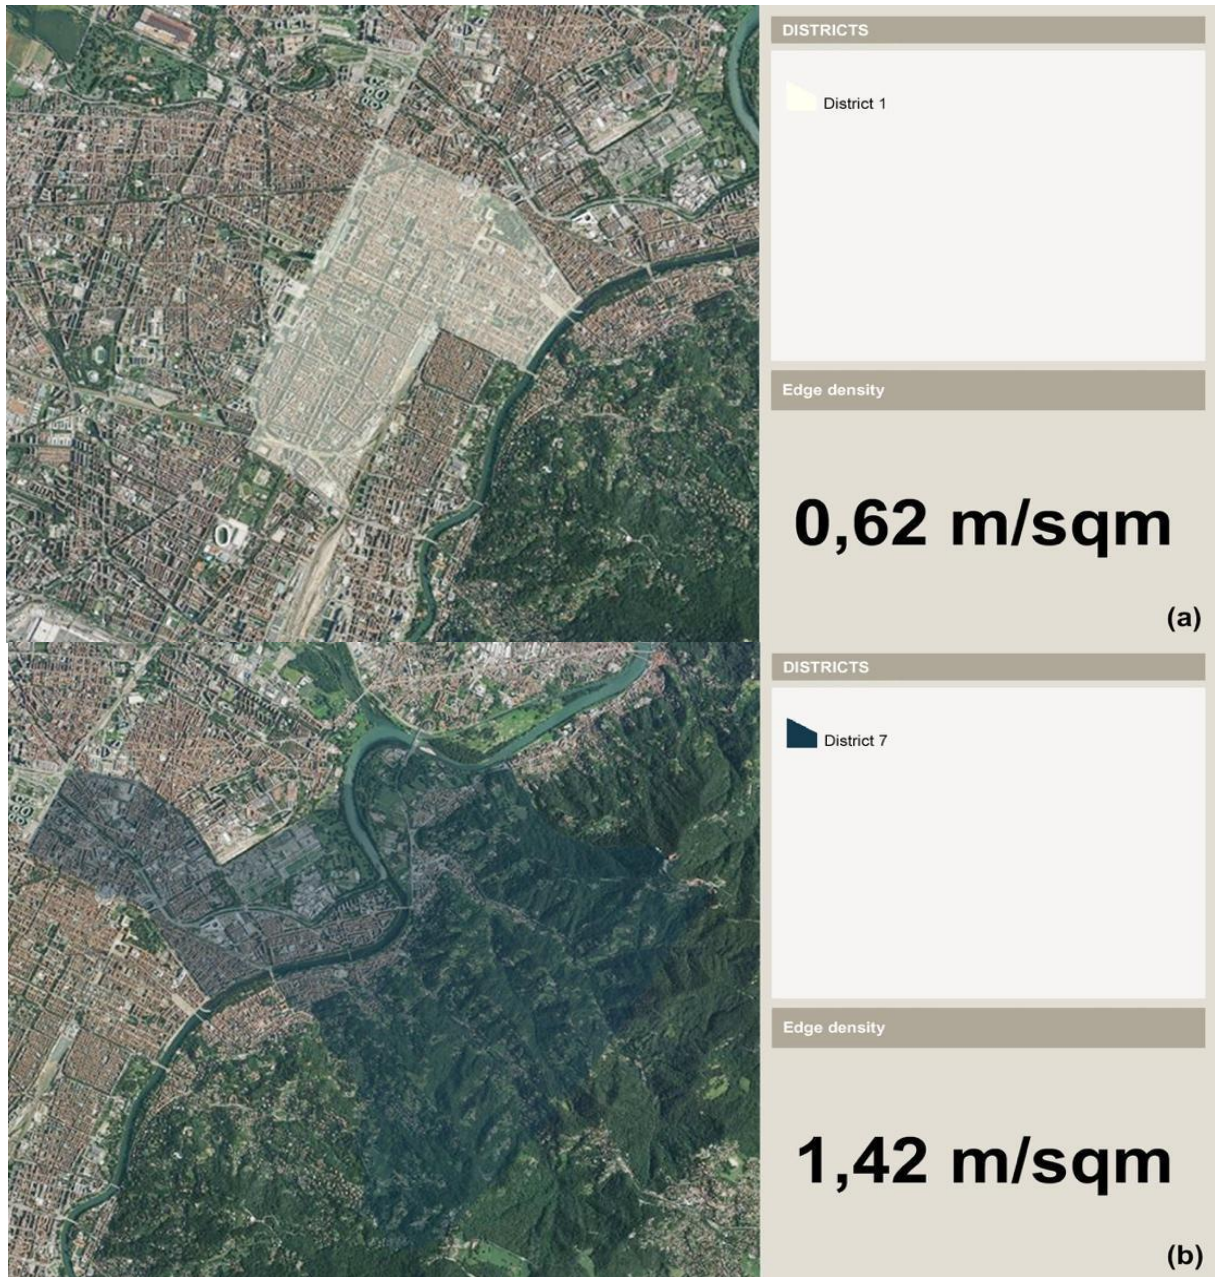 DISTRICTS
District 1
Edge density
0,62 m/sqm
(a)
DISTRICTS
District 7
Edge density
1,42 m/sqm
(b)